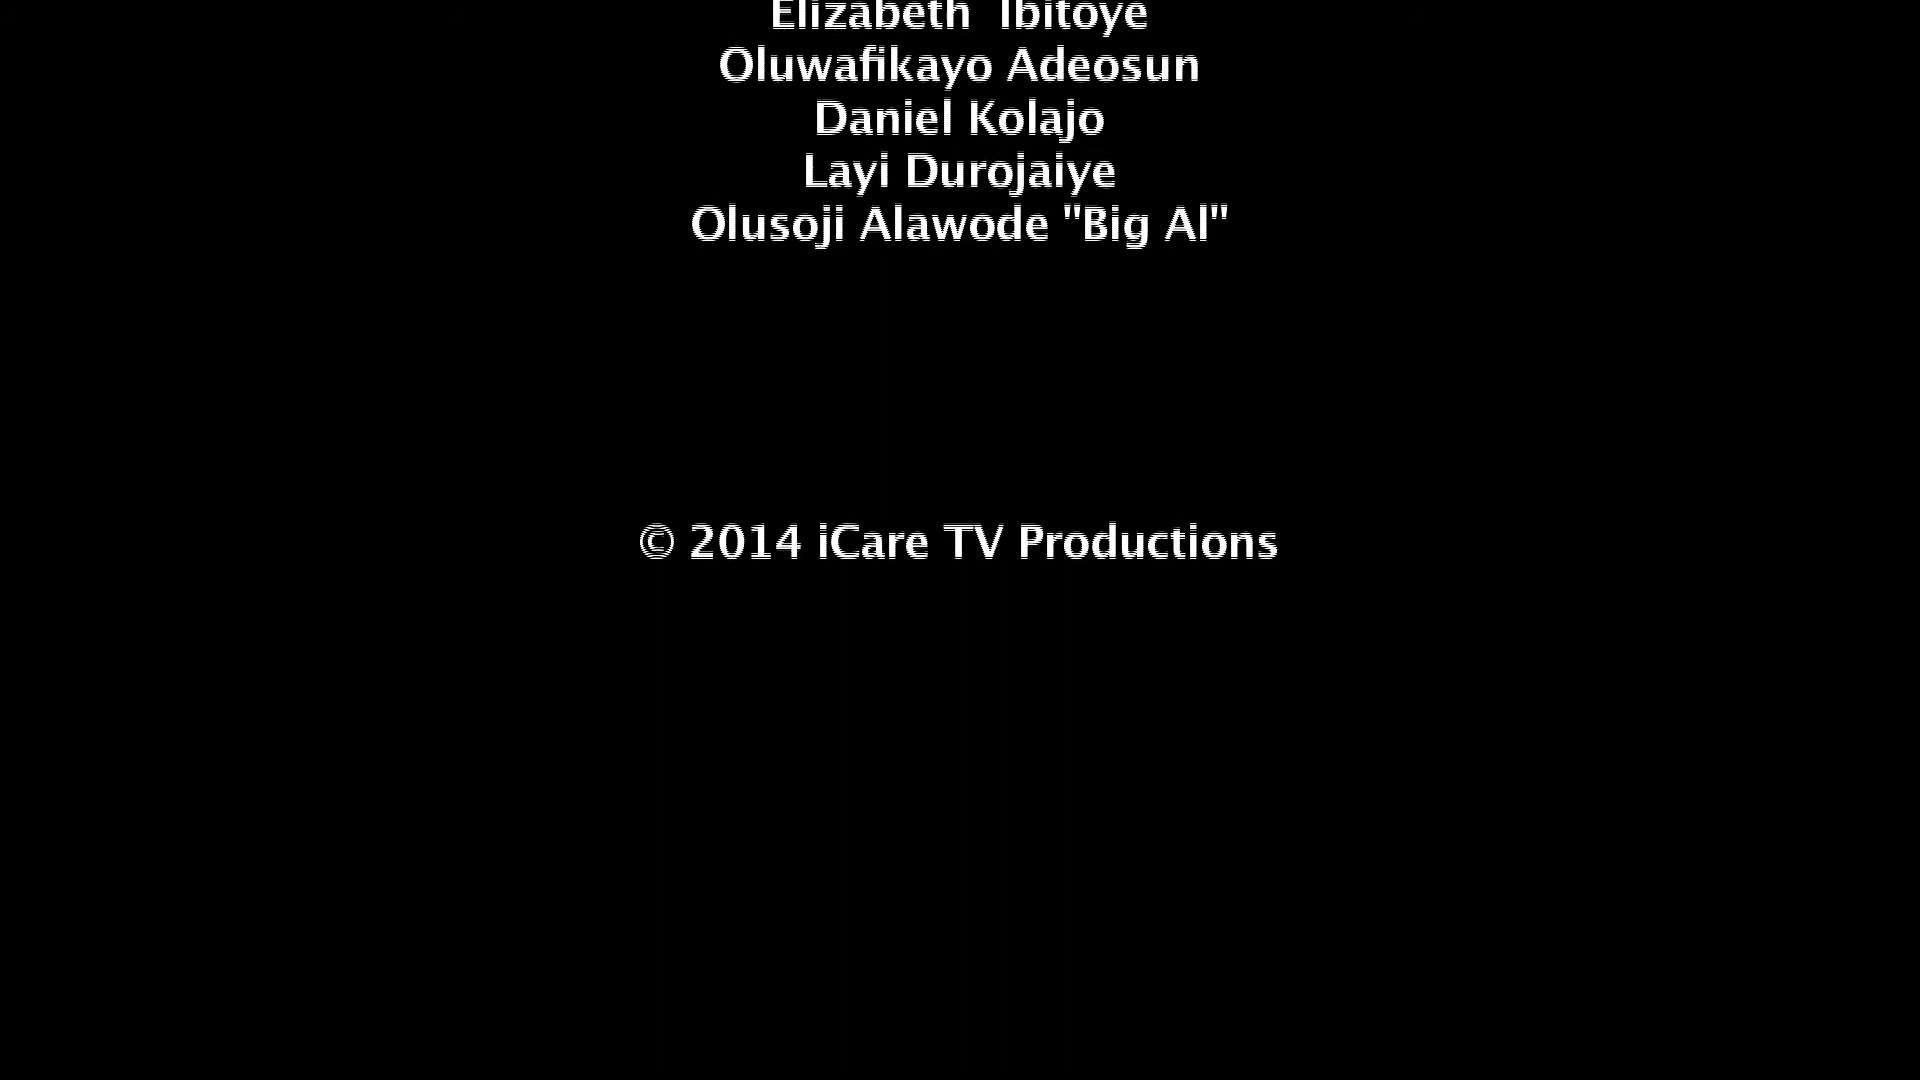 Elizabeth  Ibitoye
Oluwafikayo Adeosun
Daniel Kolajo
Layi Durojaiye
Olusoji Alawode "Big Al"
© 2014 iCare TV Productions